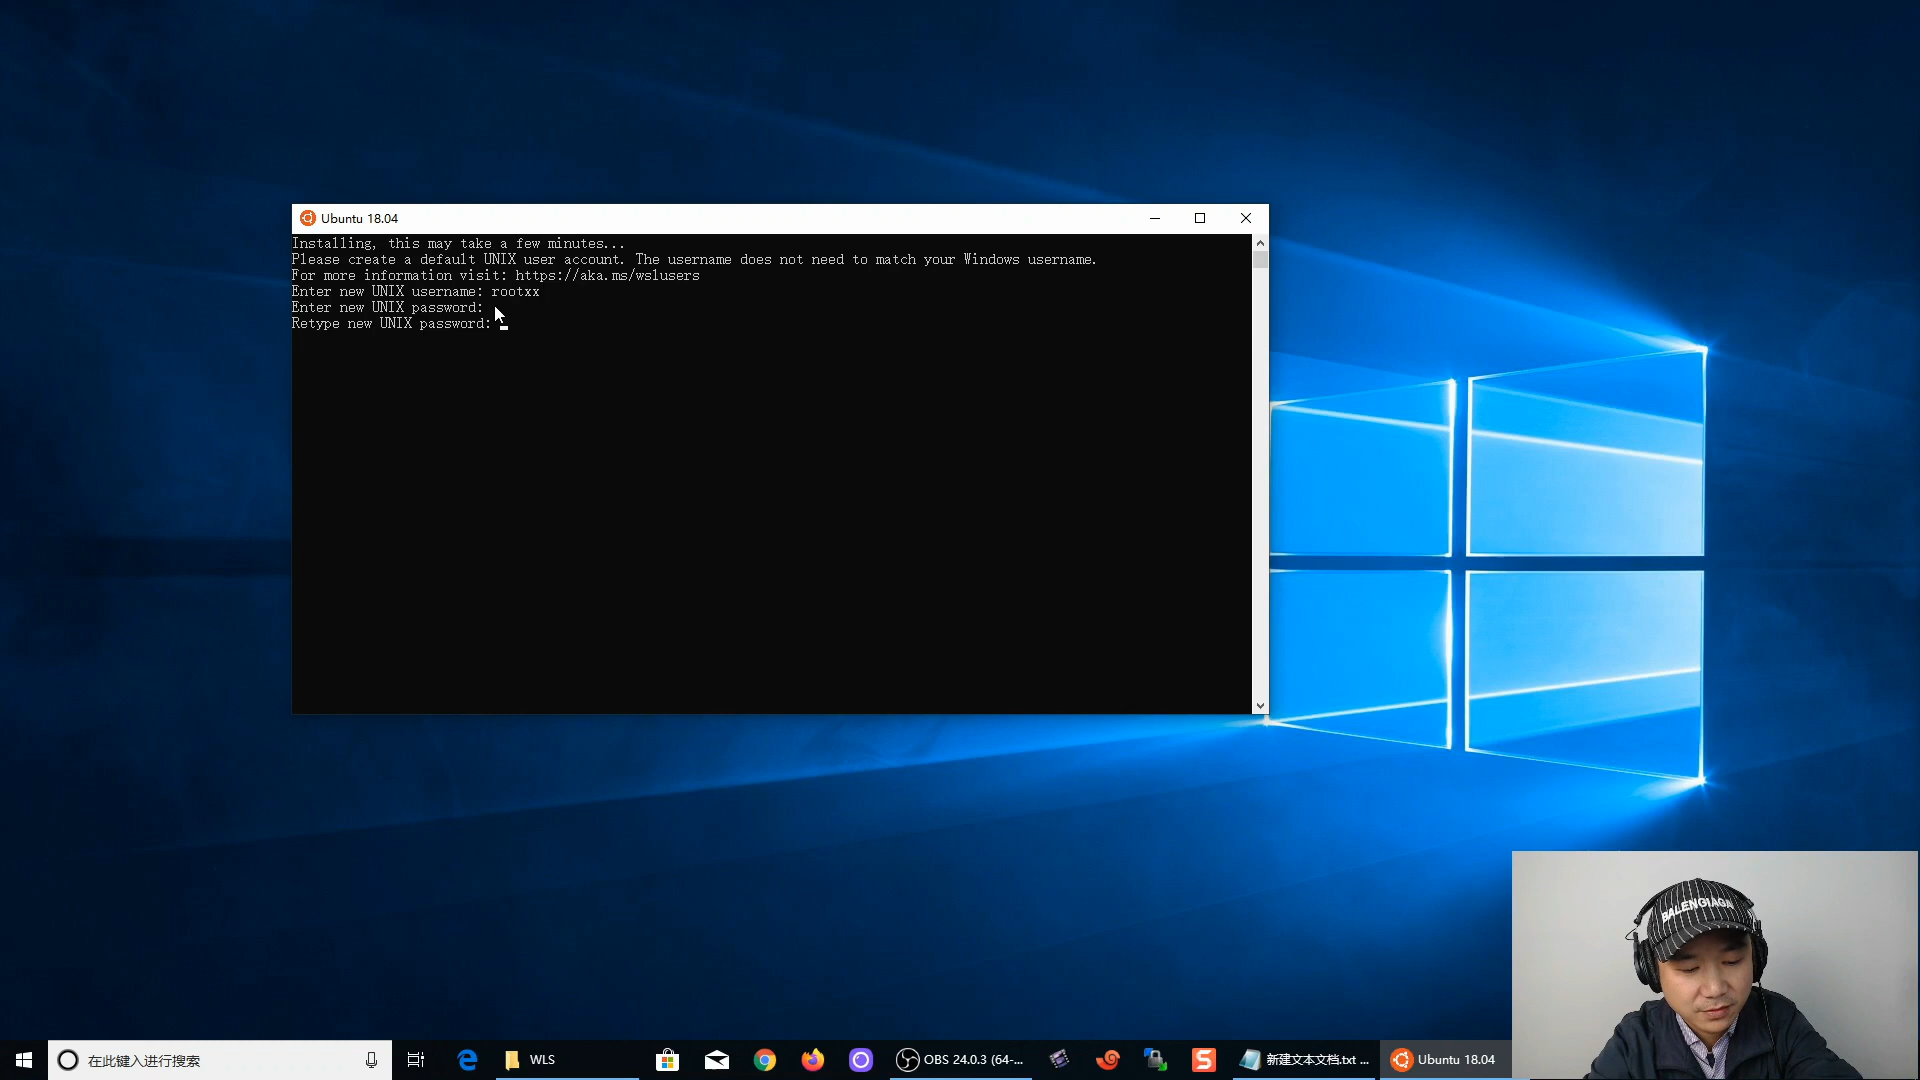 Ubuntu 18.04
Installing, this may take a few minutes...
Please create a default UNIX user account. The username does not need to match your Windows username.
For more information visit: https://aka.ms/wslusers
Enter new UNIX username: rootxx
Enter new UNIX password:
Retype new UNIX password:
BALENCIAGA
在此键入进行搜索
WLS
OBS 24.0.3 (64-...
新建文本文档.txt ...
Ubuntu 18.04